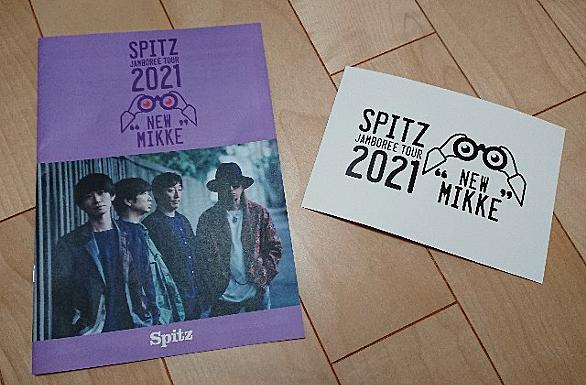 SPITZ
JAMBOREE TOUR
2021
"NEW"
MIKKE
Spitz
SPITZ
JAMBOREE TOUR
2021
"NEW"
MIKKE